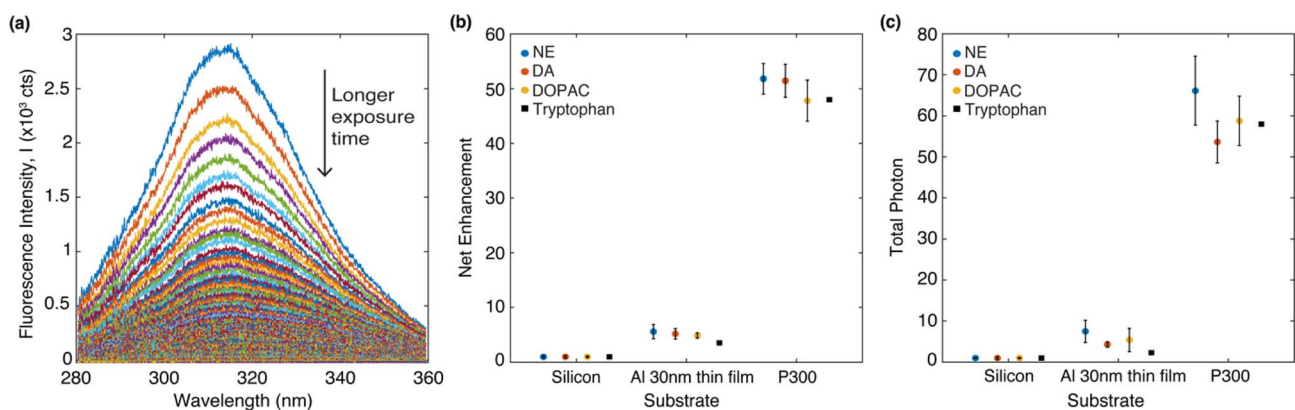 (a)
Fluorescence Intensity, I (x10³ cts)
3
2.5
2
1.5
1
0.5
0
280
300
320
340
360
Wavelength (nm)
Longer
exposure
time
(b)
Net Enhancement
60
50
40
30
20
10
0
NE
DA
DOPAC
Tryptophan
Silicon
Al 30nm thin film
P300
Substrate
(c)
Total Photon
80
70
60
50
40
30
20
10
0
NE
DA
DOPAC
Tryptophan
Silicon
Al 30nm thin film
P300
Substrate